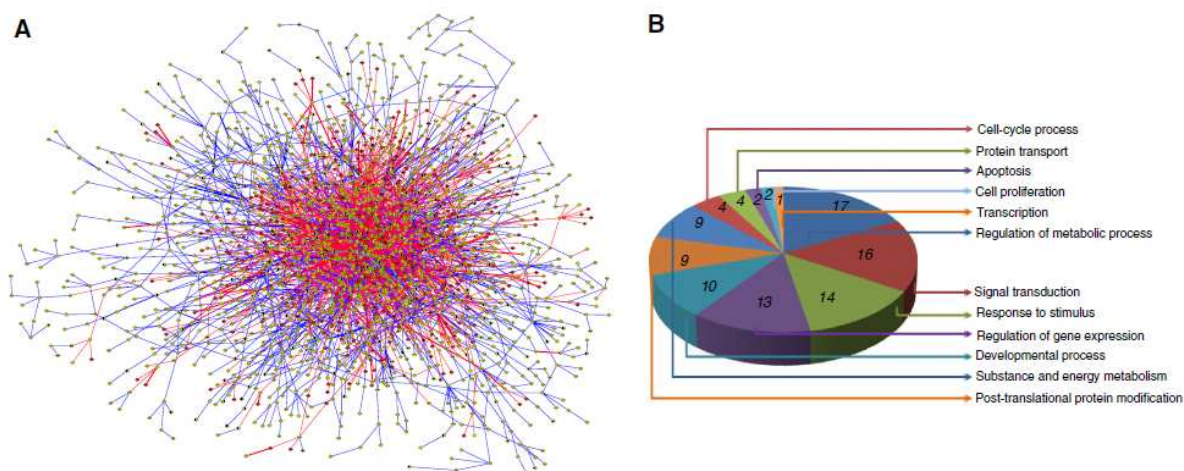 A
B
Cell-cycle process
Protein transport
Apoptosis
Cell proliferation
Transcription
Regulation of metabolic process
Signal transduction
Response to stimulus
Regulation of gene expression
Developmental process
Substance and energy metabolism
Post-translational protein modification
17
16
14
13
10
9
9
4
4
2
2
1